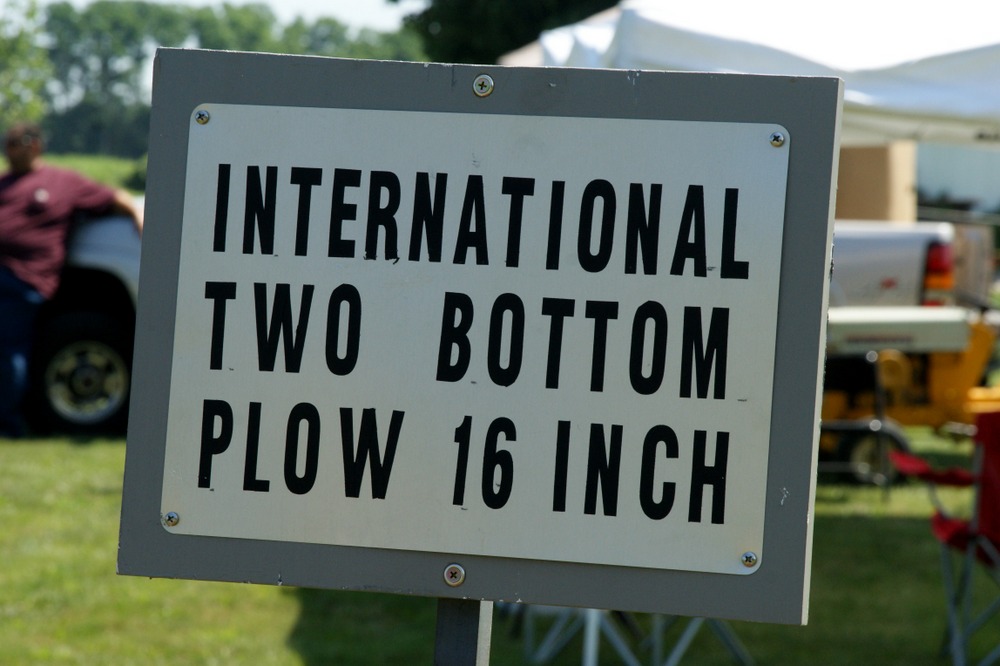 INTERNATIONAL
TWO BOTTOM
PLOW 16 INCH